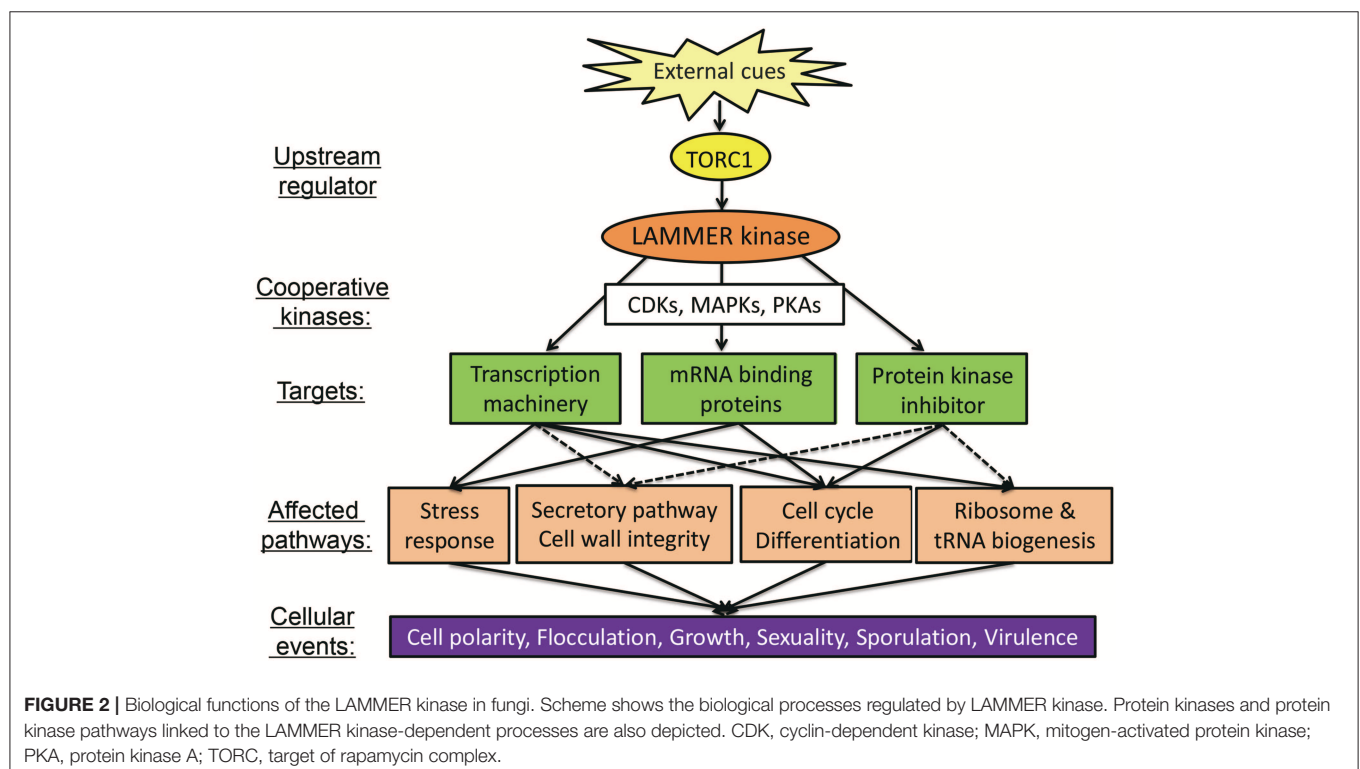 External cues
Upstream
regulator
TORC1
LAMMER kinase
Cooperative
kinases:
CDKs, MAPKs, PKAs
Targets:
Transcription
machinery
mRNA binding
proteins
Protein kinase
inhibitor
Affected
pathways:
Stress
response
Secretory pathway
Cell wall integrity
Cell cycle
Differentiation
Ribosome &
tRNA biogenesis
Cellular
events:
Cell polarity, Flocculation, Growth, Sexuality, Sporulation, Virulence
FIGURE 2 | Biological functions of the LAMMER kinase in fungi. Scheme shows the biological processes regulated by LAMMER kinase. Protein kinases and protein
kinase pathways linked to the LAMMER kinase-dependent processes are also depicted. CDK, cyclin-dependent kinase; MAPK, mitogen-activated protein kinase;
PKA, protein kinase A; TORC, target of rapamycin complex.